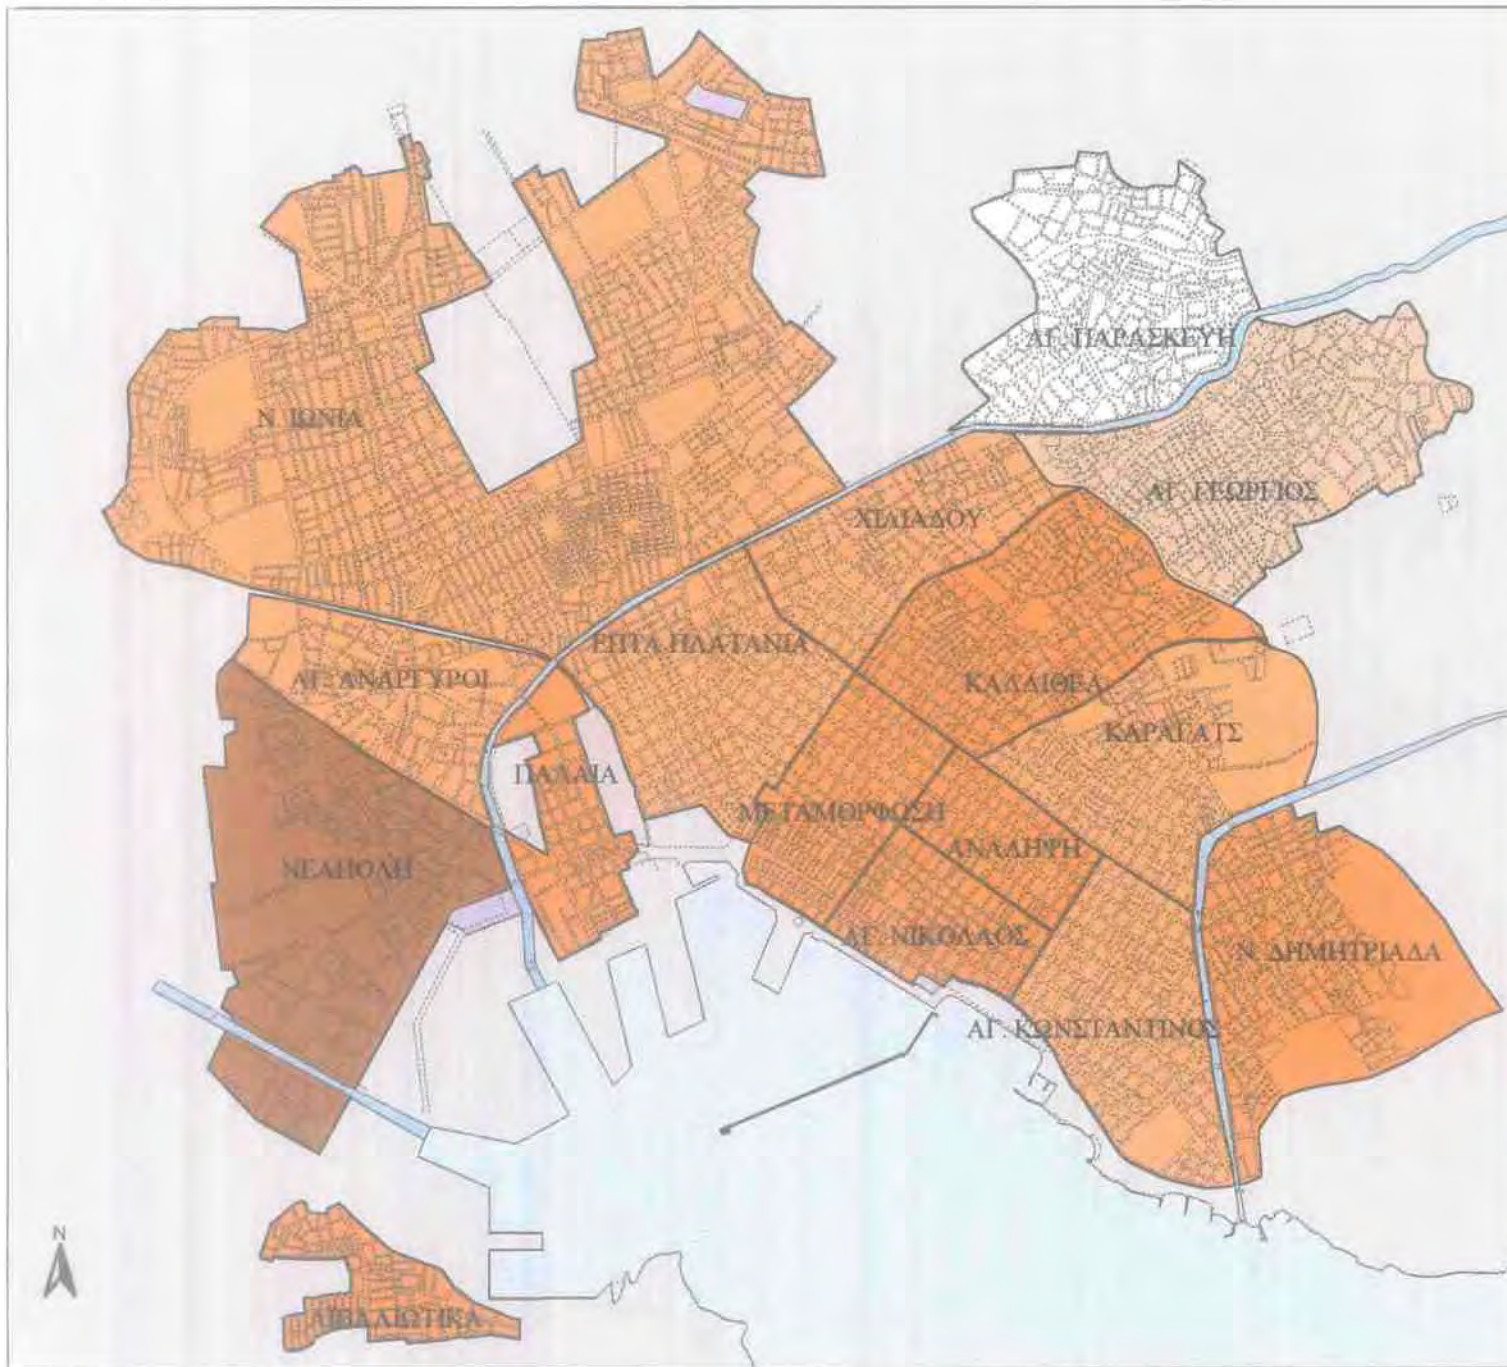 ΑΓ. ΠΑΡΑΣΚΕΥΗ
Ν. ΙΩΝΙΑ
ΑΓ. ΓΕΩΡΓΙΟΣ
ΧΙΛΙΑΔΟΥ
ΕΠΤΑ ΠΛΑΤΑΝΙΑ
ΑΓ. ΑΝΑΡΓΥΡΟΙ
ΚΑΛΛΙΘΕΑ
ΚΑΡΑΓΑΤΣ
ΠΑΛΑΙΑ
ΜΕΤΑΜΟΡΦΩΣΗ
ΑΝΑΛΗΨΗ
ΝΕΑΠΟΛΗ
ΑΓ. ΝΙΚΟΛΑΟΣ
Ν. ΔΗΜΗΤΡΙΑΔΑ
ΑΓ. ΚΩΝΣΤΑΝΤΙΝΟΣ
N
ΑΙΒΑΛΙΩΤΙΚΑ